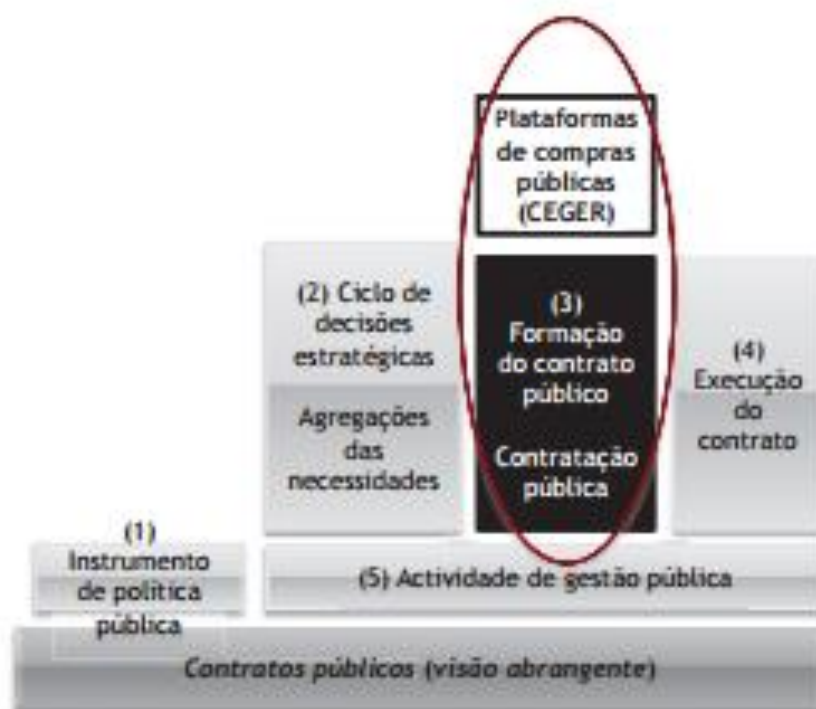 Plataformas
de compras
públicas
(CEGER)
(2) Ciclo de
decisões
estratégicas
Agregações
das
necessidades
(3)
Formação
do contrato
público
Contratação
pública
(4)
Execução
do
contrato
(1)
Instrumento
de política
pública
(5) Actividade de gestão pública
Contratos públicos (visão abrangente)